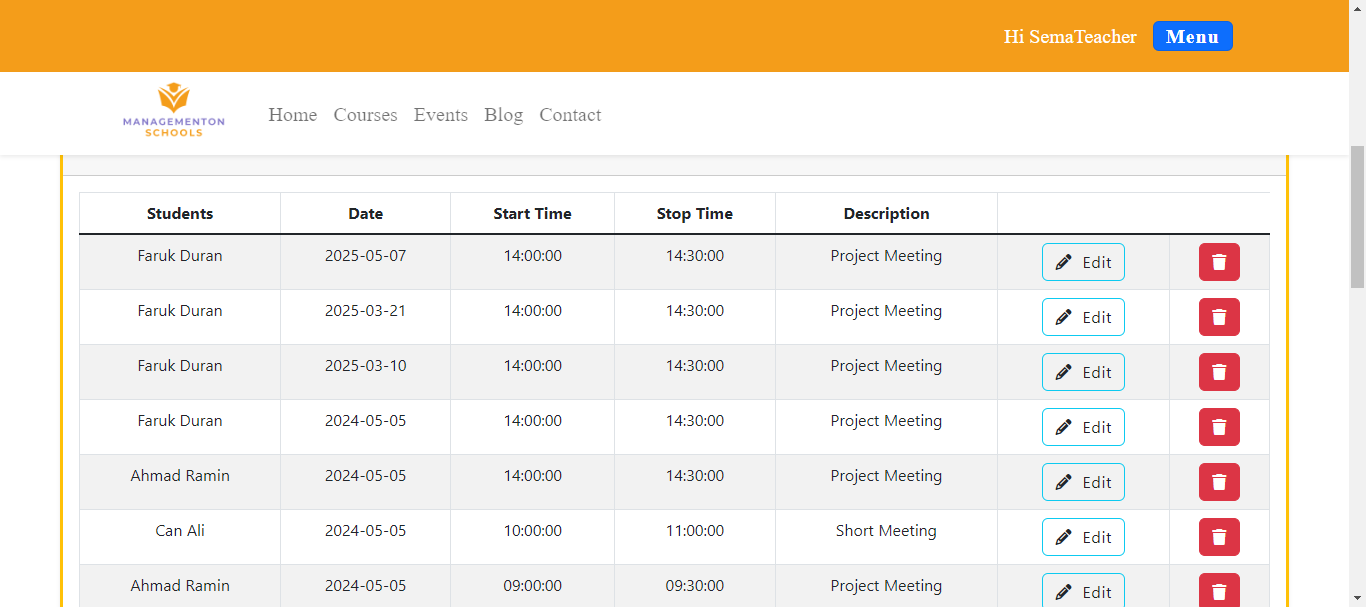 Hi SemaTeacher Menu
MANAGEMENTON
SCHOOLS
Home Courses Events Blog Contact
Students Date Start Time Stop Time Description
Faruk Duran 2025-05-07 14:00:00 14:30:00 Project Meeting Edit
Faruk Duran 2025-03-21 14:00:00 14:30:00 Project Meeting Edit
Faruk Duran 2025-03-10 14:00:00 14:30:00 Project Meeting Edit
Faruk Duran 2024-05-05 14:00:00 14:30:00 Project Meeting Edit
Ahmad Ramin 2024-05-05 14:00:00 14:30:00 Project Meeting Edit
Can Ali 2024-05-05 10:00:00 11:00:00 Short Meeting Edit
Ahmad Ramin 2024-05-05 09:00:00 09:30:00 Project Meeting Edit